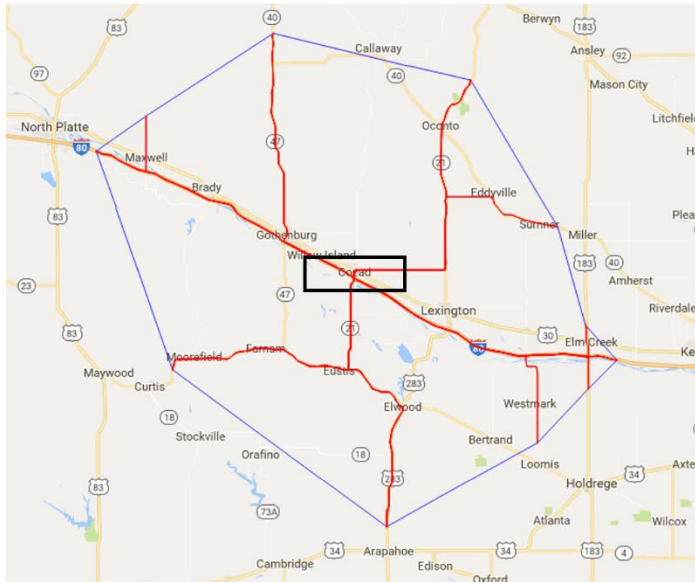 83
40
Berwyn
183
Callaway
Ansley
92
40
Mason City
97
Litchfield
North Platte
Oconto
80
47
21
Maxwell
Eddyville
Brady
Sumner
Miller
Gothenburg
83
Willow Island
183
40
Cozad
Amherst
23
47
Lexington
Riverdale
21
30
Elm Creek
80
Moorefield
Farnam
Maywood
Eustis
Curtis
283
Elwood
Westmark
18
Stockville
Bertrand
Orafino
18
Loomis
34
83
283
Holdrege
73A
Atlanta
Wilcox
34
34
183
4
Arapahoe
Cambridge
Edison
Oxford